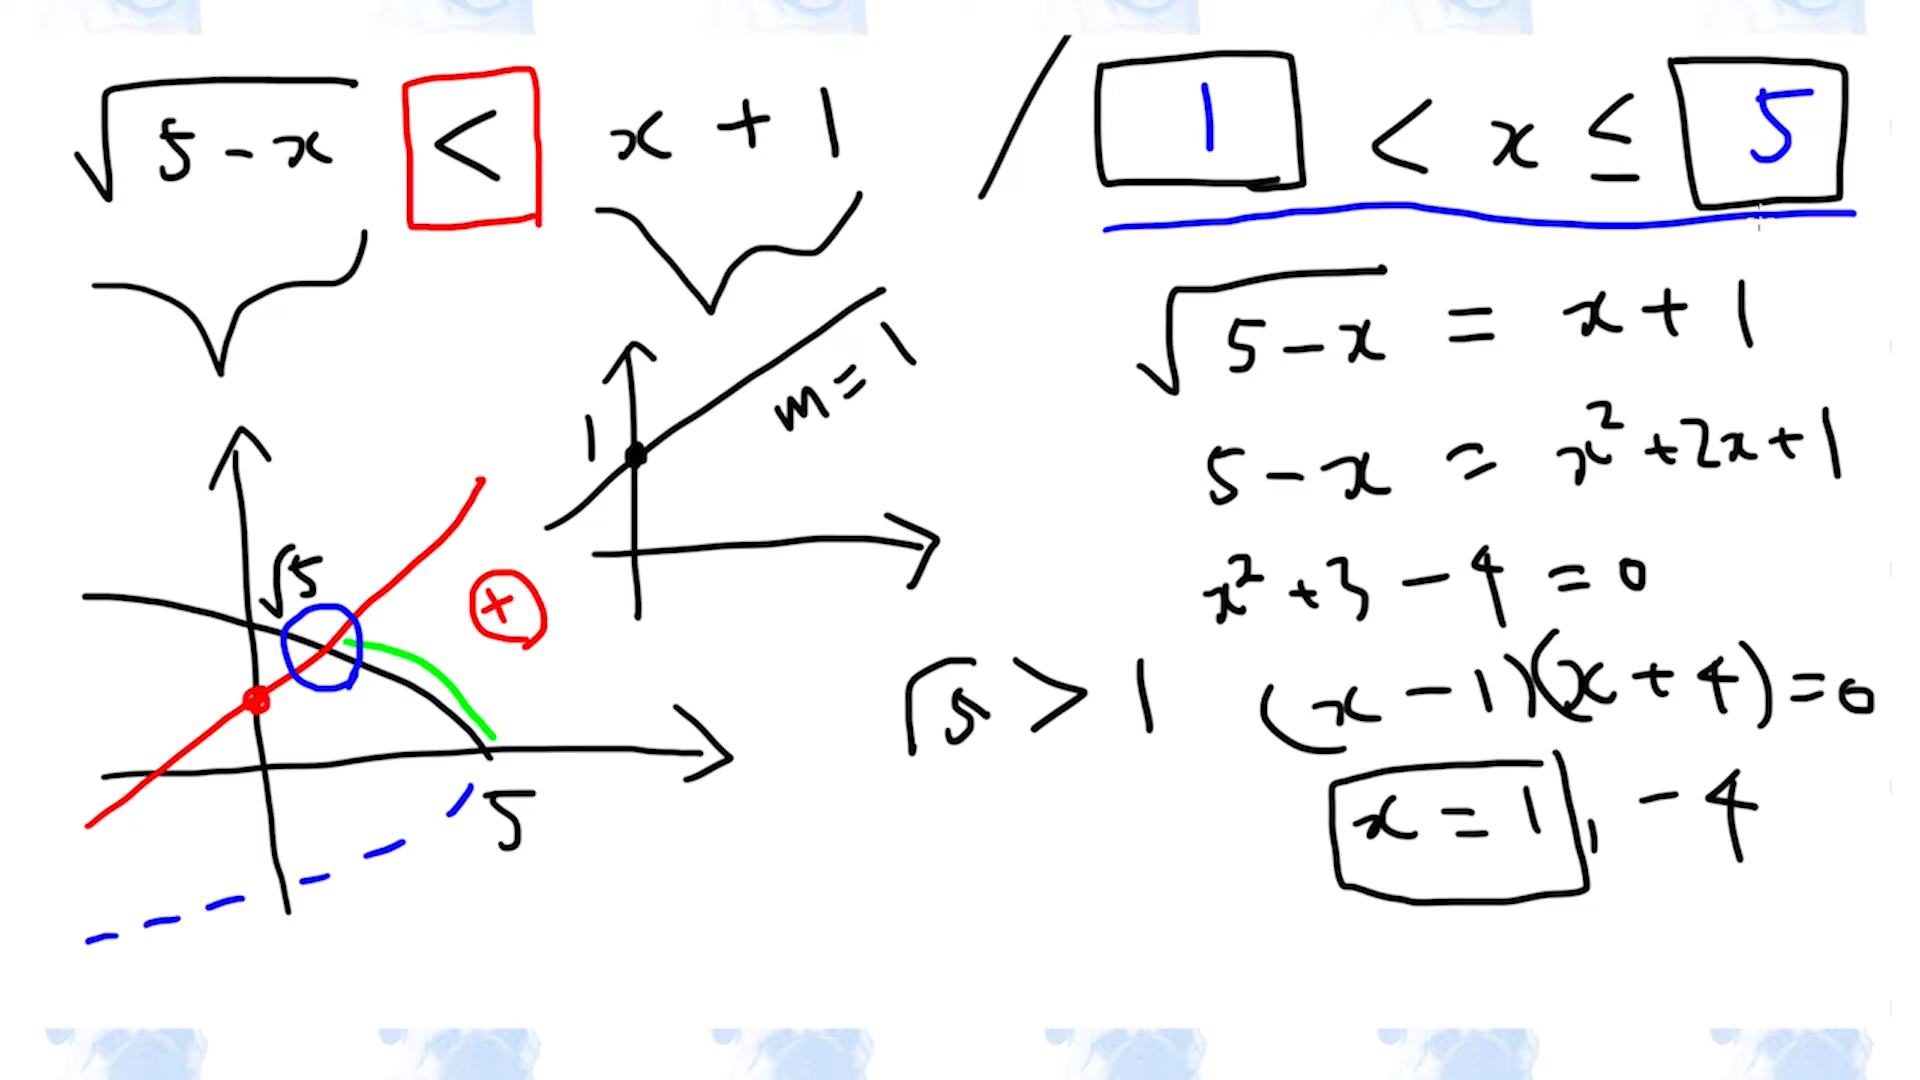 √5-x < x+1 / 1 < x ≤ 5
√5-x = x+1
m=1
1
5-x = x²+2x+1
√5
x²+3-4=0
+
√5 > 1
(x-1)(x+4)=0
5
x=1, -4